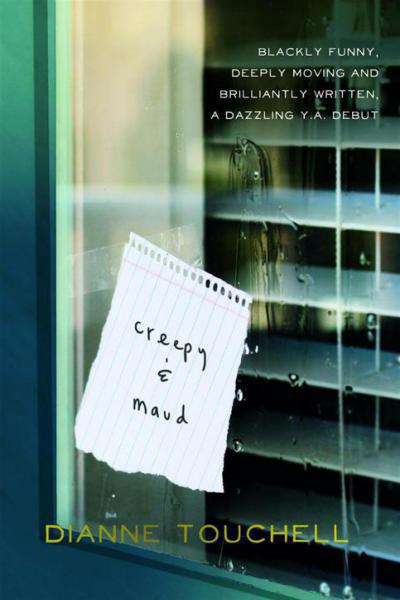 BLACKLY FUNNY,
DEEPLY MOVING AND
BRILLIANTLY WRITTEN,
A DAZZLING Y.A. DEBUT
creepy
&
maud
DIANNE TOUCHELL